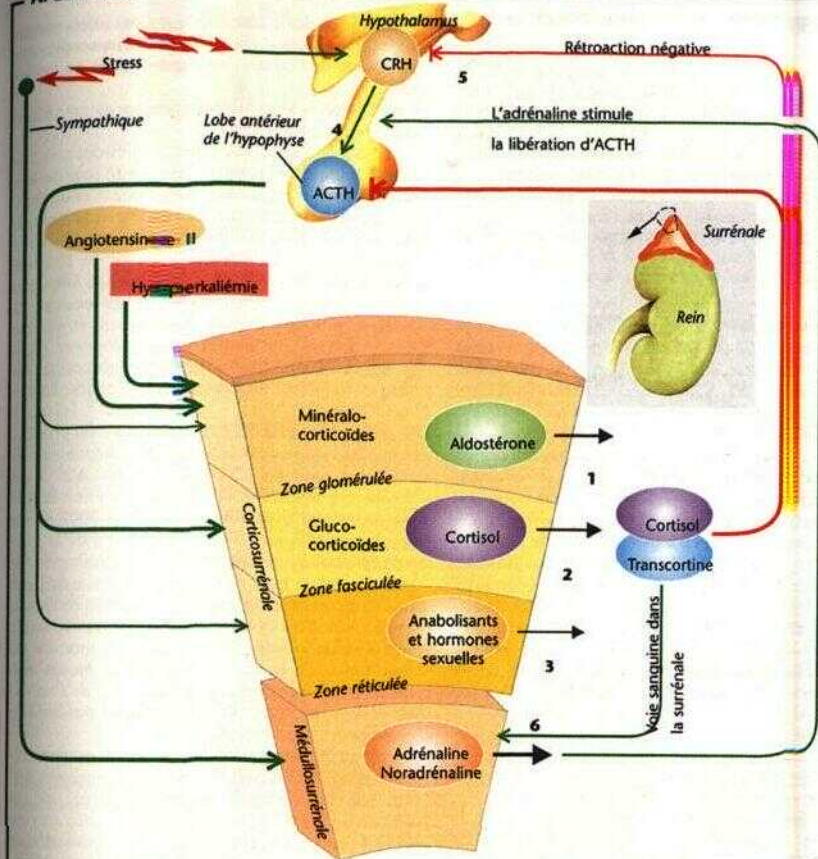 Hypothalamus
Stress
CRH
Rétroaction négative
5
Sympathique
Lobe antérieur
de l'hypophyse
4
L'adrénaline stimule
la libération d'ACTH
ACTH
Angiotensine II
Hyperkaliémie
Surrénale
Rein
Minéralo-
corticoïdes
Aldostérone
1
Zone glomérulée
Corticosurrénale
Gluco-
corticoïdes
Cortisol
Cortisol
Transcortine
2
Zone fasciculée
Anabolisants
et hormones
sexuelles
3
Zone réticulée
Voie sanguine dans
la surrénale
6
Médullosurrénale
Adrénaline
Noradrénaline